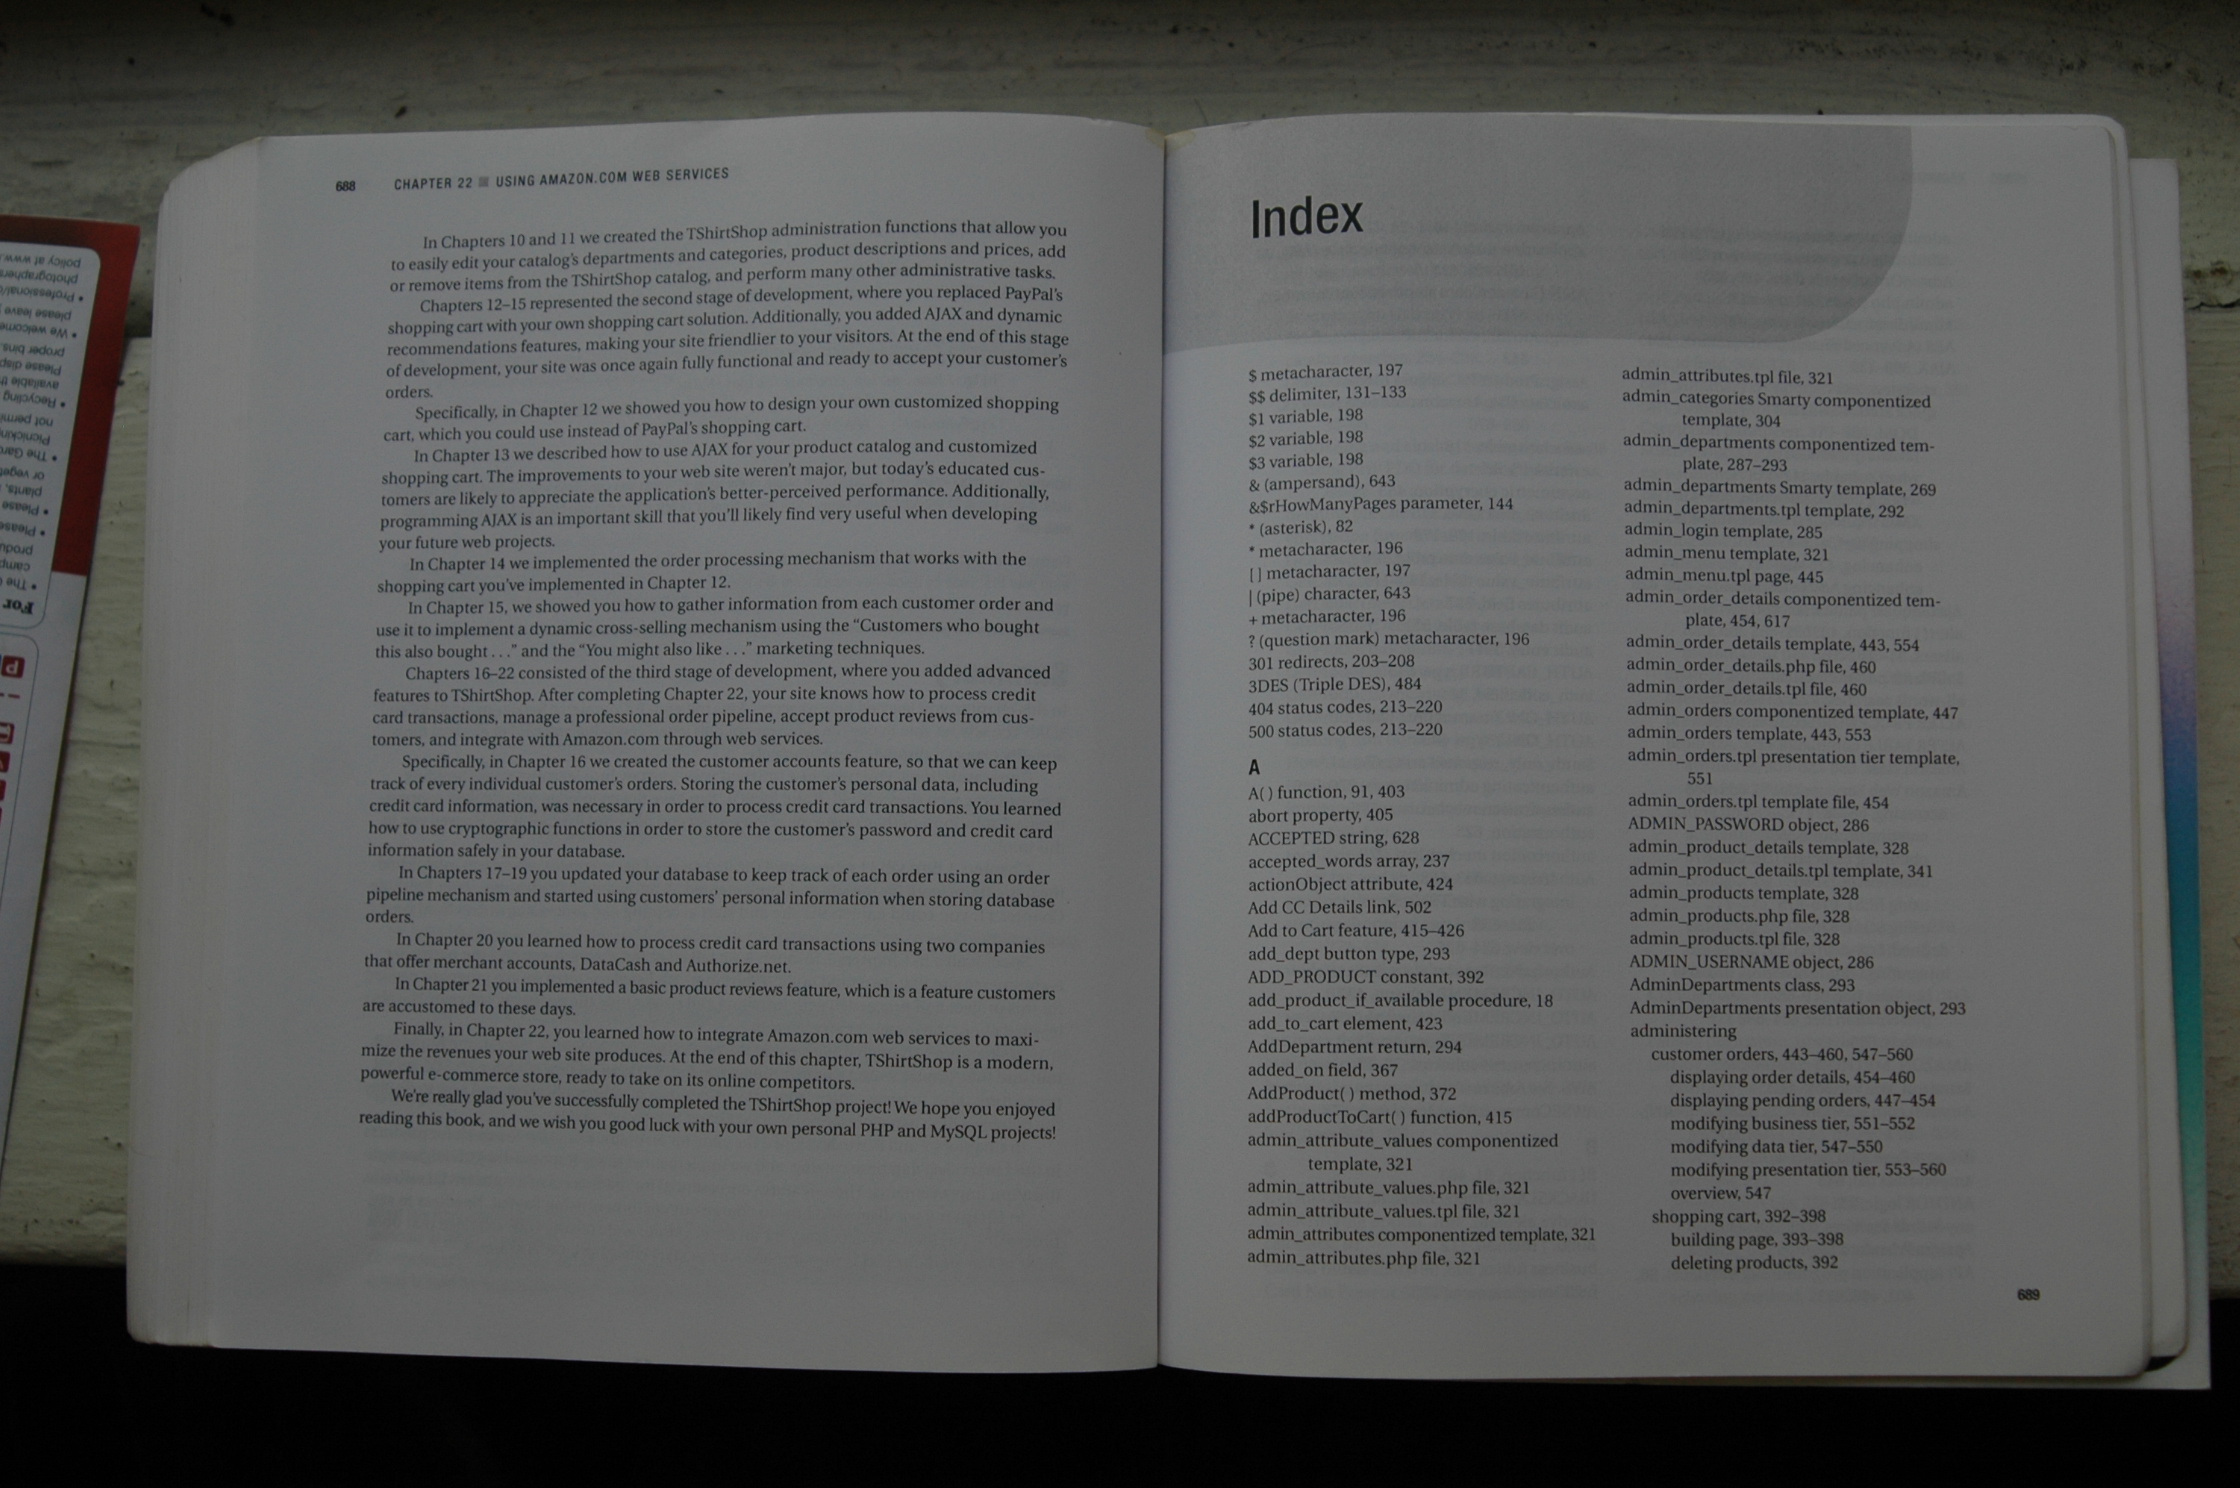 688 CHAPTER 22 ■ USING AMAZON.COM WEB SERVICES
In Chapters 10 and 11 we created the TShirtShop administration functions that allow you
to easily edit your catalog's departments and categories, product descriptions and prices, add
or remove items from the TShirtShop catalog, and perform many other administrative tasks.
Chapters 12–15 represented the second stage of development, where you replaced PayPal's
shopping cart with your own shopping cart solution. Additionally, you added AJAX and dynamic
recommendations features, making your site friendlier to your visitors. At the end of this stage
of development, your site was once again fully functional and ready to accept your customer's
orders.
Specifically, in Chapter 12 we showed you how to design your own customized shopping
cart, which you could use instead of PayPal's shopping cart.
In Chapter 13 we described how to use AJAX for your product catalog and customized
shopping cart. The improvements to your web site weren't major, but today's educated cus-
tomers are likely to appreciate the application's better-perceived performance. Additionally,
programming AJAX is an important skill that you'll likely find very useful when developing
your future web projects.
In Chapter 14 we implemented the order processing mechanism that works with the
shopping cart you've implemented in Chapter 12.
In Chapter 15, we showed you how to gather information from each customer order and
use it to implement a dynamic cross-selling mechanism using the “Customers who bought
this also bought . . .” and the “You might also like . . .” marketing techniques.
Chapters 16–22 consisted of the third stage of development, where you added advanced
features to TShirtShop. After completing Chapter 22, your site knows how to process credit
card transactions, manage a professional order pipeline, accept product reviews from cus-
tomers, and integrate with Amazon.com through web services.
Specifically, in Chapter 16 we created the customer accounts feature, so that we can keep
track of every individual customer's orders. Storing the customer's personal data, including
credit card information, was necessary in order to process credit card transactions. You learned
how to use cryptographic functions in order to store the customer's password and credit card
information safely in your database.
In Chapters 17–19 you updated your database to keep track of each order using an order
pipeline mechanism and started using customers' personal information when storing database
orders.
In Chapter 20 you learned how to process credit card transactions using two companies
that offer merchant accounts, DataCash and Authorize.net.
In Chapter 21 you implemented a basic product reviews feature, which is a feature customers
are accustomed to these days.
Finally, in Chapter 22, you learned how to integrate Amazon.com web services to maxi-
mize the revenues your web site produces. At the end of this chapter, TShirtShop is a modern,
powerful e-commerce store, ready to take on its online competitors.
We're really glad you've successfully completed the TShirtShop project! We hope you enjoyed
reading this book, and we wish you good luck with your own personal PHP and MySQL projects!
Index
$ metacharacter, 197
$$ delimiter, 131–133
$1 variable, 198
$2 variable, 198
$3 variable, 198
& (ampersand), 643
&$rHowManyPages parameter, 144
* (asterisk), 82
* metacharacter, 196
[ ] metacharacter, 197
| (pipe) character, 643
+ metacharacter, 196
? (question mark) metacharacter, 196
301 redirects, 203–208
3DES (Triple DES), 484
404 status codes, 213–220
500 status codes, 213–220
A
A( ) function, 91, 403
abort property, 405
ACCEPTED string, 628
accepted_words array, 237
actionObject attribute, 424
Add CC Details link, 502
Add to Cart feature, 415–426
add_dept button type, 293
ADD_PRODUCT constant, 392
add_product_if_available procedure, 18
add_to_cart element, 423
AddDepartment return, 294
added_on field, 367
AddProduct( ) method, 372
addProductToCart( ) function, 415
admin_attribute_values componentized
template, 321
admin_attribute_values.php file, 321
admin_attribute_values.tpl file, 321
admin_attributes componentized template, 321
admin_attributes.php file, 321
admin_attributes.tpl file, 321
admin_categories Smarty componentized
template, 304
admin_departments componentized tem-
plate, 287–293
admin_departments Smarty template, 269
admin_departments.tpl template, 292
admin_login template, 285
admin_menu template, 321
admin_menu.tpl page, 445
admin_order_details componentized tem-
plate, 454, 617
admin_order_details template, 443, 554
admin_order_details.php file, 460
admin_order_details.tpl file, 460
admin_orders componentized template, 447
admin_orders template, 443, 553
admin_orders.tpl presentation tier template,
551
admin_orders.tpl template file, 454
ADMIN_PASSWORD object, 286
admin_product_details template, 328
admin_product_details.tpl template, 341
admin_products template, 328
admin_products.php file, 328
admin_products.tpl file, 328
ADMIN_USERNAME object, 286
AdminDepartments class, 293
AdminDepartments presentation object, 293
administering
customer orders, 443–460, 547–560
displaying order details, 454–460
displaying pending orders, 447–454
modifying business tier, 551–552
modifying data tier, 547–550
modifying presentation tier, 553–560
overview, 547
shopping cart, 392–398
building page, 393–398
deleting products, 392
689
For
• The
• Please
• Please
plants,
or veget
• The Gard
Picnicking
not permi
• Recycling
available
Please disp
proper bins
• We welcome
please leave
• Professional/
photographers
policy at www.